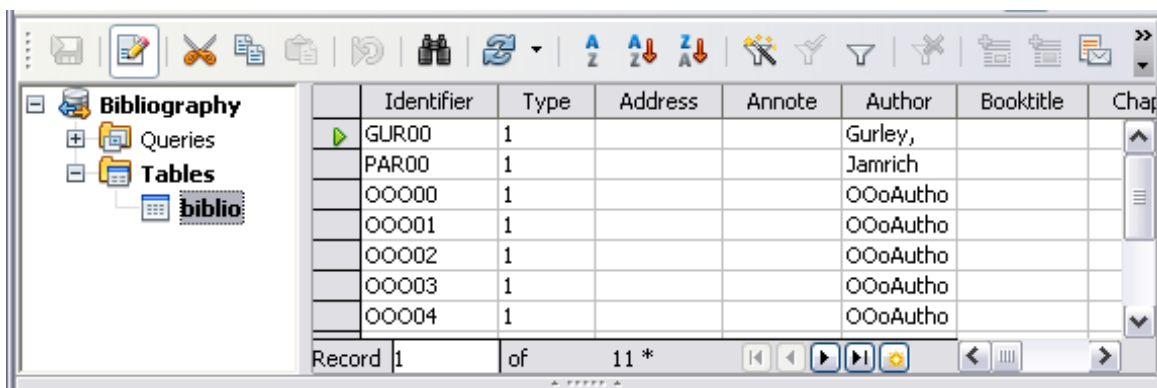 Bibliography
Queries
Tables
biblio
Identifier Type Address Annote Author Booktitle Chap
GUR00 1 Gurley,
PAR00 1 Jamrich
OOO00 1 OOoAutho
OOO01 1 OOoAutho
OOO02 1 OOoAutho
OOO03 1 OOoAutho
OOO04 1 OOoAutho
Record 1 of 11 *